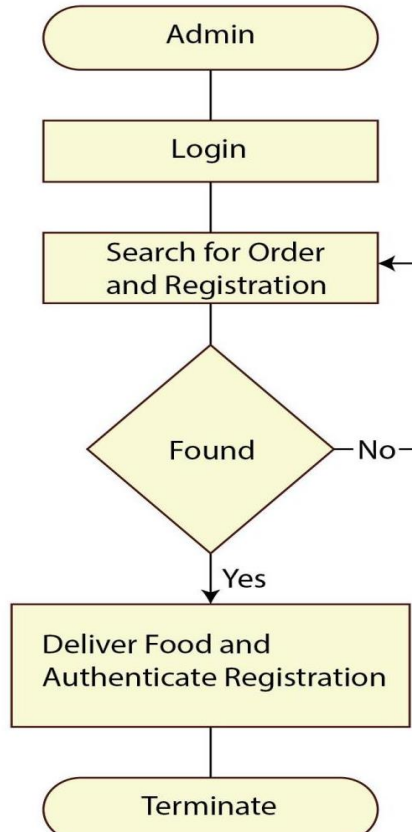 Admin
Login
Search for Order
and Registration
Found
No
Yes
Deliver Food and
Authenticate Registration
Terminate